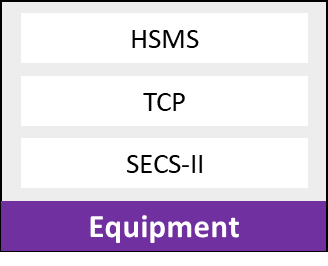 HSMS
TCP
SECS-II
Equipment